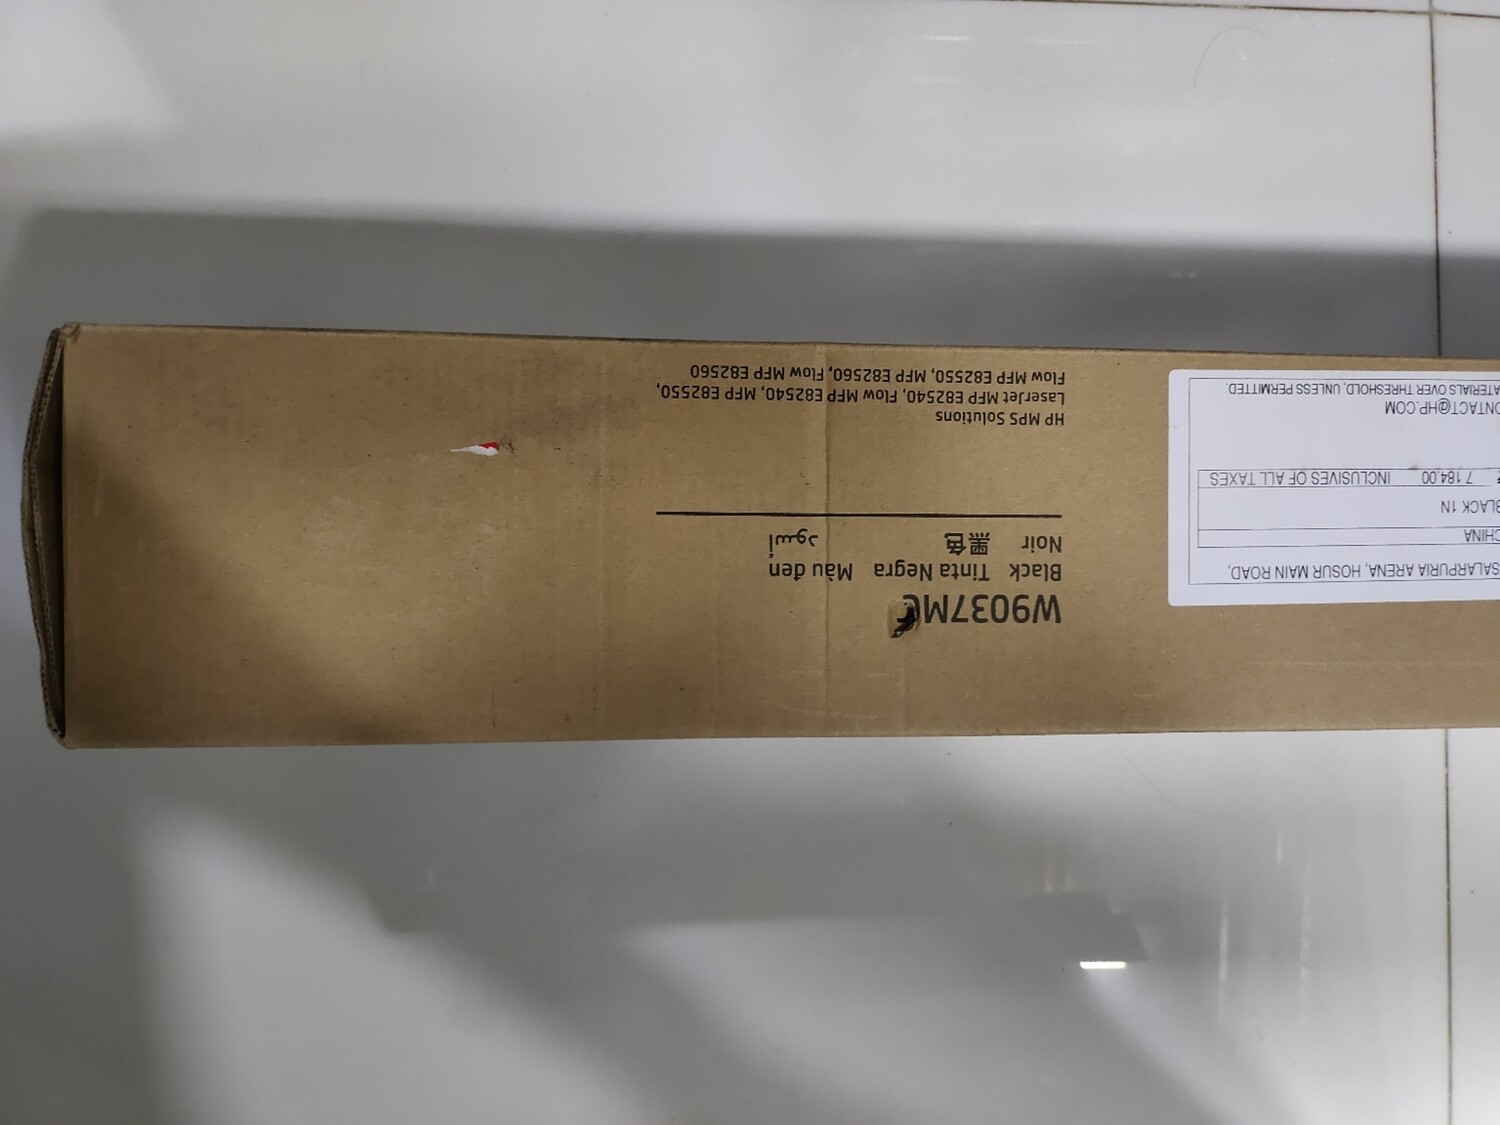 W9037MC
Black Tinta Negra Màu đen
Noir 黑色 أسود
HP MPS Solutions
LaserJet MFP E82540, Flow MFP E82540, MFP E82550,
Flow MFP E82550, MFP E82560, Flow MFP E82560
SALARPURIA ARENA, HOSUR MAIN ROAD,
CHINA
BLACK 1N
₹ 7 184.00 INCLUSIVES OF ALL TAXES
ONTACT@HP.COM
ATERIALS OVER THRESHOLD, UNLESS PERMITTED.